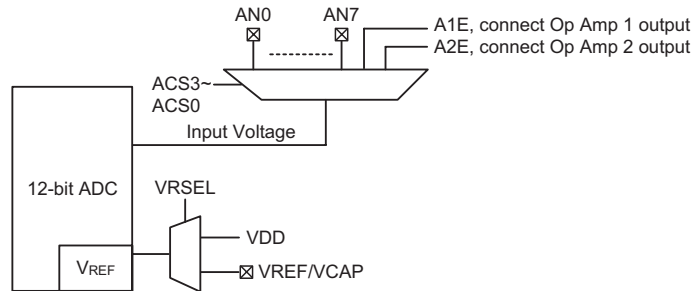 AN0
AN7
A1E, connect Op Amp 1 output
A2E, connect Op Amp 2 output
ACS3~
ACS0
Input Voltage
12-bit ADC
VRSEL
VDD
VREF
VREF/VCAP